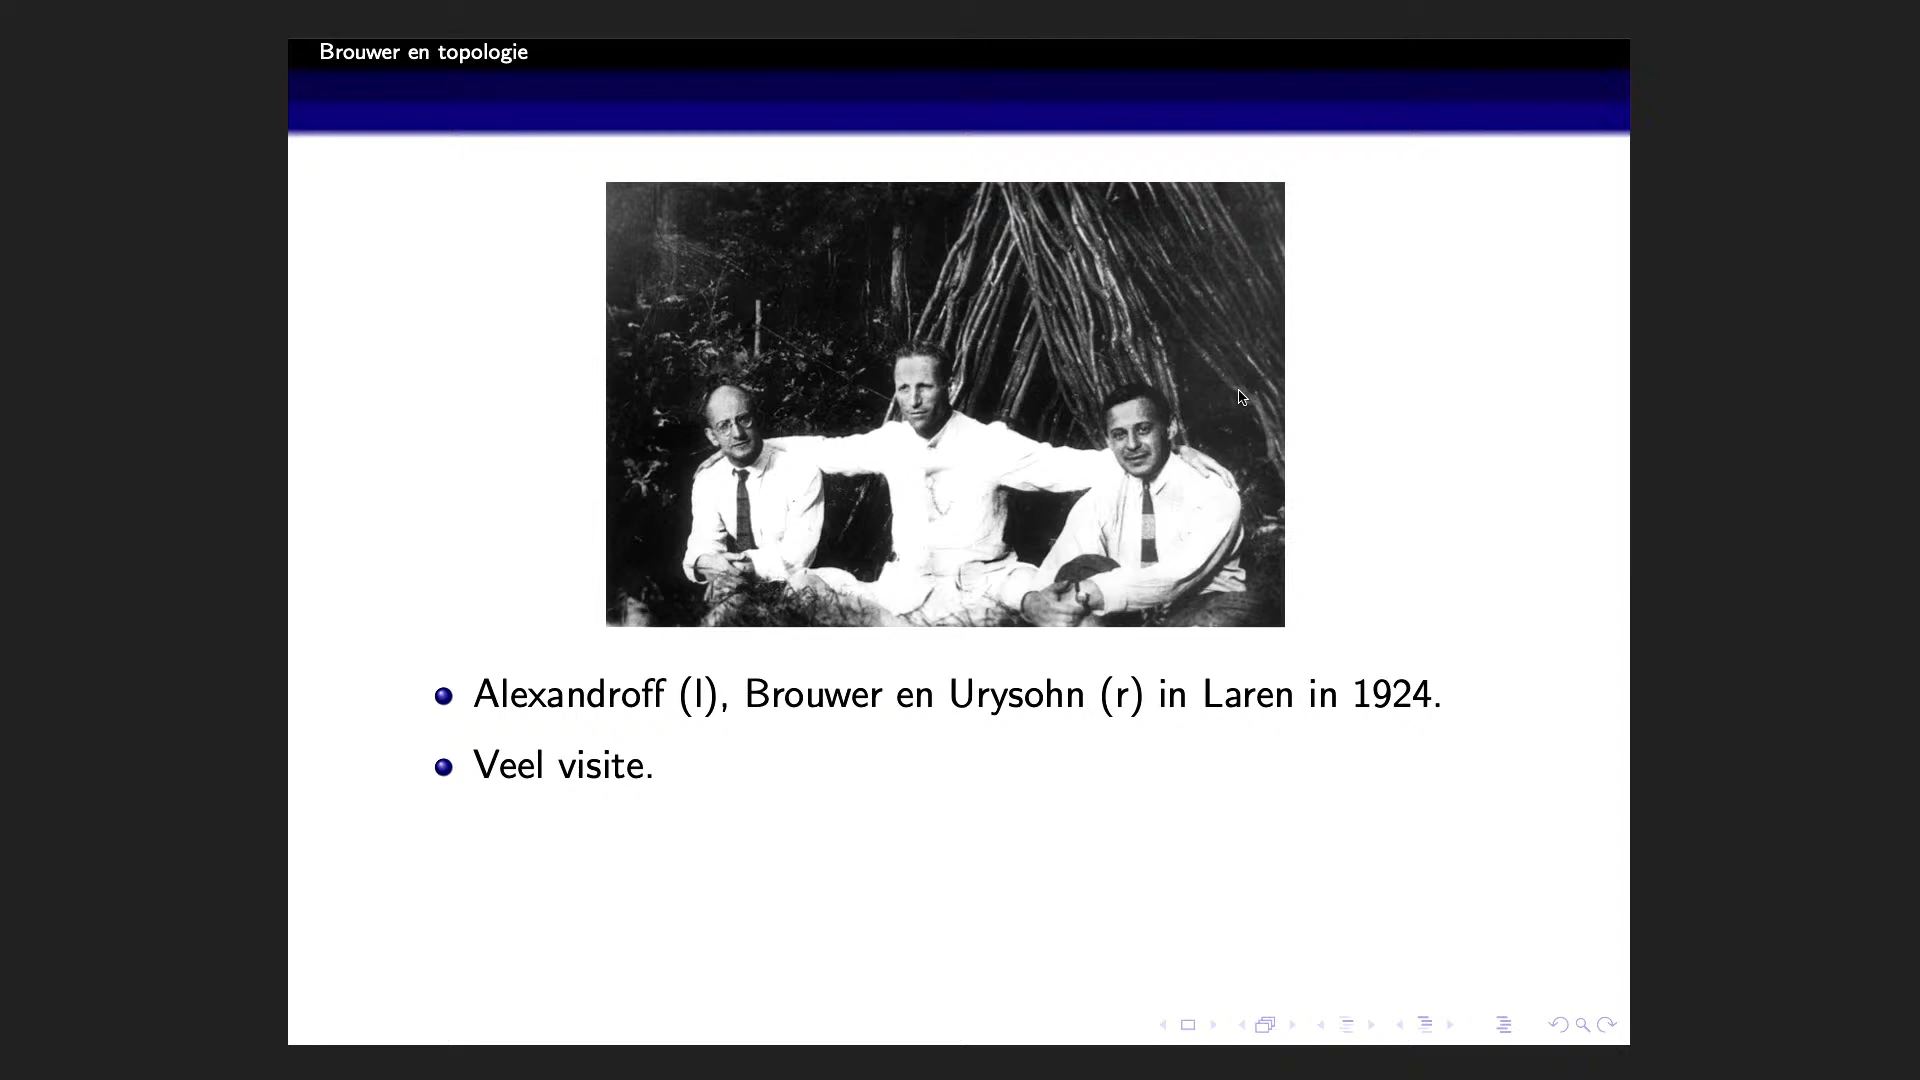 Brouwer en topologie
Alexandroff (l), Brouwer en Urysohn (r) in Laren in 1924.
Veel visite.